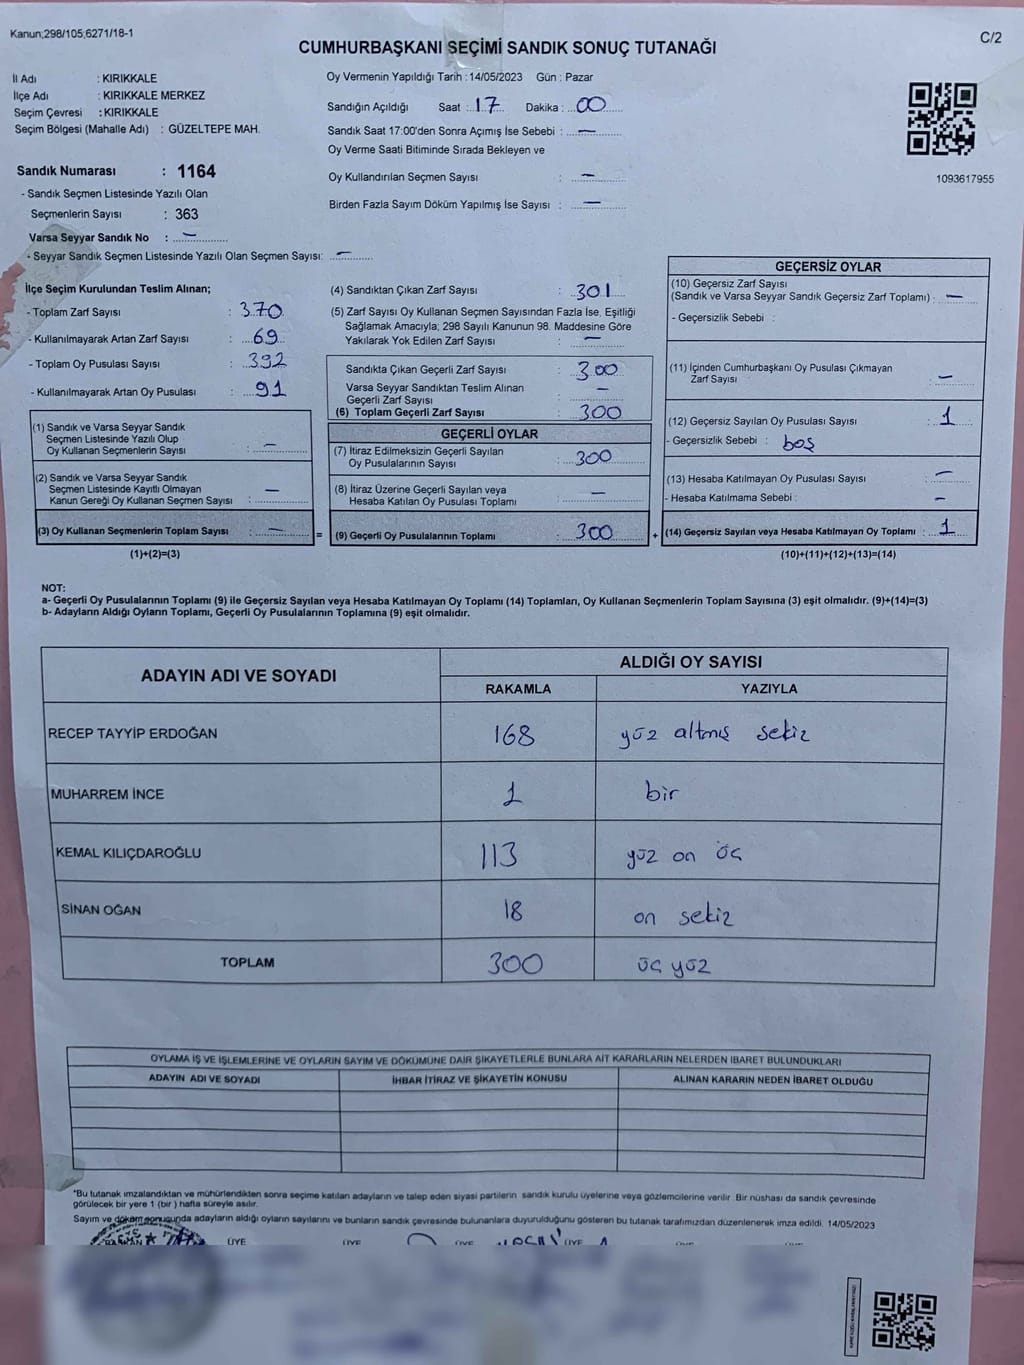 Kanun;298/105;6271/18-1
C/2
CUMHURBAŞKANI SEÇİMİ SANDIK SONUÇ TUTANAĞI
İl Adı : KIRIKKALE
İlçe Adı : KIRIKKALE MERKEZ
Seçim Çevresi : KIRIKKALE
Seçim Bölgesi (Mahalle Adı) : GÜZELTEPE MAH.
Sandık Numarası : 1164
- Sandık Seçmen Listesinde Yazılı Olan
Seçmenlerin Sayısı : 363
Varsa Seyyar Sandık No : —
- Seyyar Sandık Seçmen Listesinde Yazılı Olan Seçmen Sayısı: —
Oy Vermenin Yapıldığı Tarih : 14/05/2023 Gün : Pazar
Sandığın Açıldığı Saat : 17 Dakika : 00
Sandık Saat 17:00'den Sonra Açımış İse Sebebi : —
Oy Verme Saati Bitiminde Sırada Bekleyen ve
Oy Kullandırılan Seçmen Sayısı : —
Birden Fazla Sayım Döküm Yapılmış İse Sayısı : —
1093617955
İlçe Seçim Kurulundan Teslim Alınan;
- Toplam Zarf Sayısı : 370
- Kullanılmayarak Artan Zarf Sayısı : 69
- Toplam Oy Pusulası Sayısı : 392
- Kullanılmayarak Artan Oy Pusulası : 91
(1) Sandık ve Varsa Seyyar Sandık
Seçmen Listesinde Yazılı Olup
Oy Kullanan Seçmenlerin Sayısı : —
(2) Sandık ve Varsa Seyyar Sandık
Seçmen Listesinde Kayıtlı Olmayan
Kanun Gereği Oy Kullanan Seçmen Sayısı : —
(3) Oy Kullanan Seçmenlerin Toplam Sayısı : — =
(1)+(2)=(3)
(4) Sandıktan Çıkan Zarf Sayısı : 301
(5) Zarf Sayısı Oy Kullanan Seçmen Sayısından Fazla İse, Eşitliği
Sağlamak Amacıyla; 298 Sayılı Kanunun 98. Maddesine Göre
Yakılarak Yok Edilen Zarf Sayısı : —
Sandıkta Çıkan Geçerli Zarf Sayısı : 300
Varsa Seyyar Sandıktan Teslim Alınan
Geçerli Zarf Sayısı : —
(6) Toplam Geçerli Zarf Sayısı : 300
GEÇERLİ OYLAR
(7) İtiraz Edilmeksizin Geçerli Sayılan
Oy Pusulalarının Sayısı : 300
(8) İtiraz Üzerine Geçerli Sayılan veya
Hesaba Katılan Oy Pusulası Toplamı : —
(9) Geçerli Oy Pusulalarının Toplamı : 300 +
GEÇERSİZ OYLAR
(10) Geçersiz Zarf Sayısı
(Sandık ve Varsa Seyyar Sandık Geçersiz Zarf Toplamı) : —
- Geçersizlik Sebebi :
(11) İçinden Cumhurbaşkanı Oy Pusulası Çıkmayan
Zarf Sayısı : —
(12) Geçersiz Sayılan Oy Pusulası Sayısı : 1
- Geçersizlik Sebebi : boş
(13) Hesaba Katılmayan Oy Pusulası Sayısı : —
- Hesaba Katılmama Sebebi : —
(14) Geçersiz Sayılan veya Hesaba Katılmayan Oy Toplamı : 1
(10)+(11)+(12)+(13)=(14)
NOT:
a- Geçerli Oy Pusulalarının Toplamı (9) ile Geçersiz Sayılan veya Hesaba Katılmayan Oy Toplamı (14) Toplamları, Oy Kullanan Seçmenlerin Toplam Sayısına (3) eşit olmalıdır. (9)+(14)=(3)
b- Adayların Aldığı Oyların Toplamı, Geçerli Oy Pusulalarının Toplamına (9) eşit olmalıdır.
ADAYIN ADI VE SOYADI
ALDIĞI OY SAYISI
RAKAMLA YAZIYLA
RECEP TAYYİP ERDOĞAN 168 yüz altmış sekiz
MUHARREM İNCE 1 bir
KEMAL KILIÇDAROĞLU 113 yüz on üç
SİNAN OĞAN 18 on sekiz
TOPLAM 300 üç yüz
OYLAMA İŞ VE İŞLEMLERİNE VE OYLARIN SAYIM VE DÖKÜMÜNE DAİR ŞİKAYETLERLE BUNLARA AİT KARARLARIN NELERDEN İBARET BULUNDUKLARI
ADAYIN ADI VE SOYADI İHBAR İTİRAZ VE ŞİKAYETİN KONUSU ALINAN KARARIN NEDEN İBARET OLDUĞU
*Bu tutanak imzalandıktan ve mühürlendikten sonra seçime katılan adayların ve talep eden siyasi partilerin sandık kurulu üyelerine veya gözlemcilerine verilir. Bir nüshası da sandık çevresinde
görülecek bir yere 1 (bir ) hafta süreyle asılır.
Sayım ve döküm sonucunda adayların aldığı oyların sayılarını ve bunların sandık çevresinde bulunanlara duyurulduğunu gösteren bu tutanak tarafımızdan düzenlenerek imza edildi. 14/05/2023
ÜYE ÜYE ÜYE ÜYE